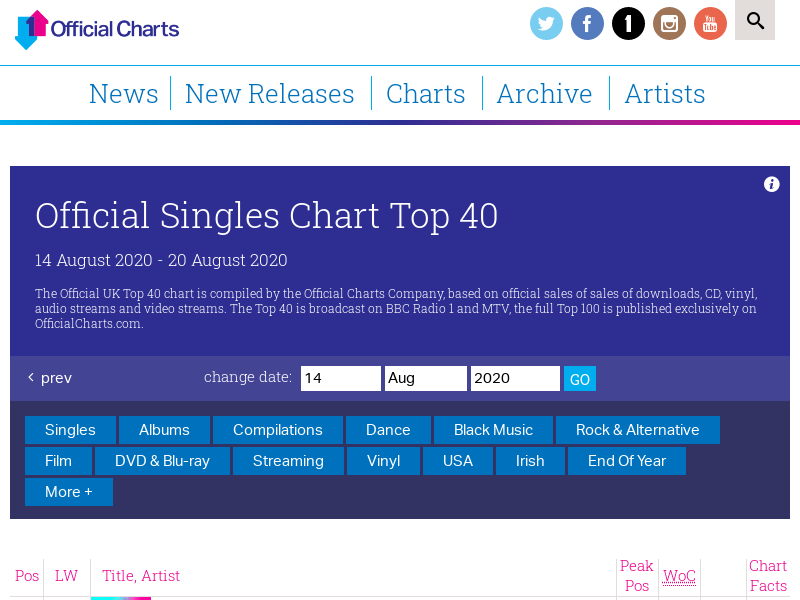 Official Charts
News
New Releases
Charts
Archive
Artists
Official Singles Chart Top 40
14 August 2020 - 20 August 2020
The Official UK Top 40 chart is compiled by the Official Charts Company, based on official sales of sales of downloads, CD, vinyl,
audio streams and video streams. The Top 40 is broadcast on BBC Radio 1 and MTV, the full Top 100 is published exclusively on
OfficialCharts.com.
prev
change date: 14 Aug 2020 GO
Singles Albums Compilations Dance Black Music Rock & Alternative
Film DVD & Blu-ray Streaming Vinyl USA Irish End Of Year
More +
Pos LW Title, Artist Peak Pos WoC Chart Facts